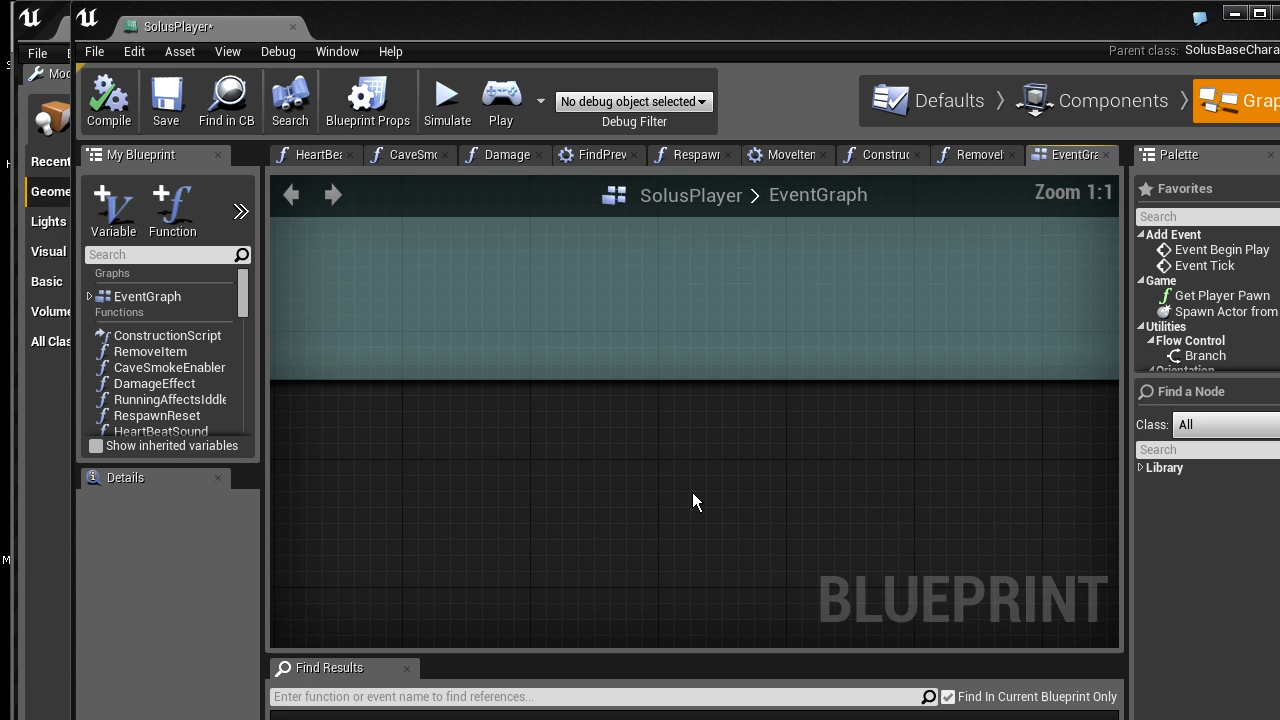 SolusPlayer*
File
File Edit Asset View Debug Window Help
Parent class: SolusBaseChara
Compile Save Find in CB Search Blueprint Props Simulate Play
No debug object selected
Debug Filter
Defaults Components
Recent
Geome
Lights
Visual
Basic
Volume
All Clas
My Blueprint
Variable Function
Search
Graphs
EventGraph
Functions
ConstructionScript
RemoveItem
CaveSmokeEnabler
DamageEffect
RunningAffectsIddle
RespawnReset
HeartBeatSound
Show inherited variables
Details
CaveSmo Damage FindPrev Respawn MoveItem Construc RemoveI EventGra
SolusPlayer > EventGraph
Zoom 1:1
BLUEPRINT
Find Results
Enter function or event name to find references...
Find In Current Blueprint Only
Palette
Favorites
Search
Add Event
Event Begin Play
Event Tick
Game
Get Player Pawn
Spawn Actor from
Utilities
Flow Control
Branch
Find a Node
Class: All
Search
Library